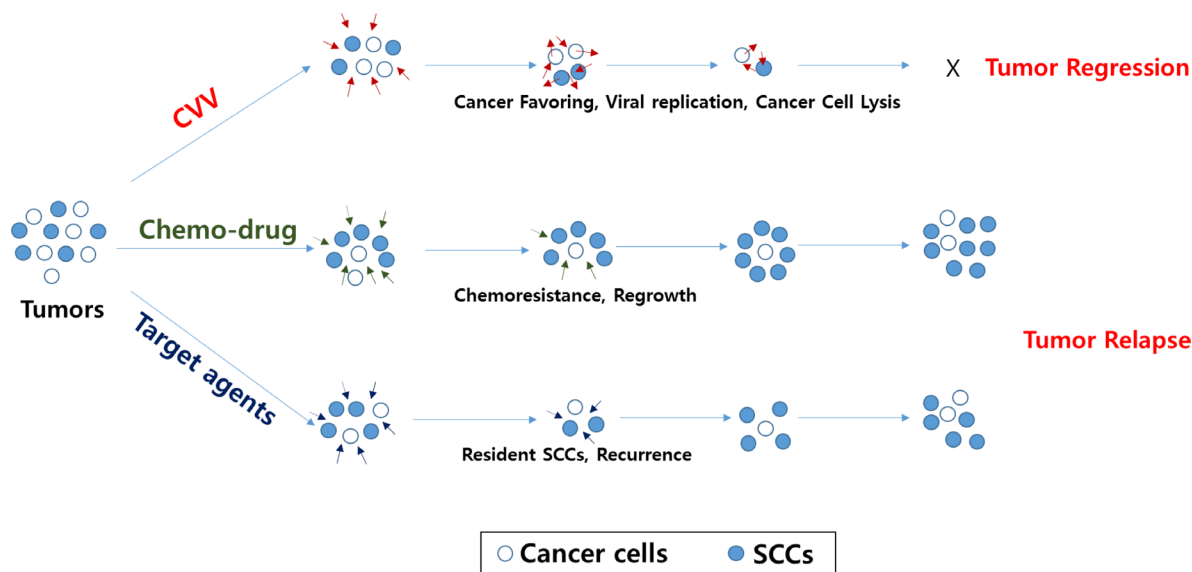 CVV
X Tumor Regression
Cancer Favoring, Viral replication, Cancer Cell Lysis
Chemo-drug
Tumors
Chemoresistance, Regrowth
Target agents
Tumor Relapse
Resident SCCs, Recurrence
Cancer cells SCCs